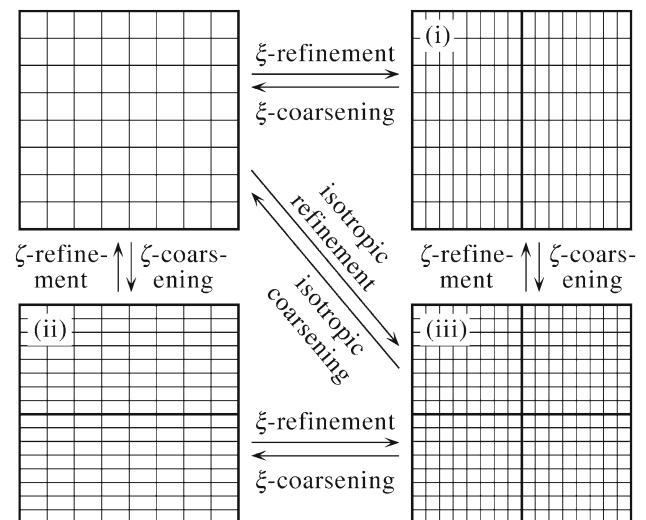 ξ-refinement
ξ-coarsening
(i)
isotropic
refinement
isotropic
coarsening
ζ-refine-
ment
ζ-coars-
ening
ζ-refine-
ment
ζ-coars-
ening
(ii)
(iii)
ξ-refinement
ξ-coarsening